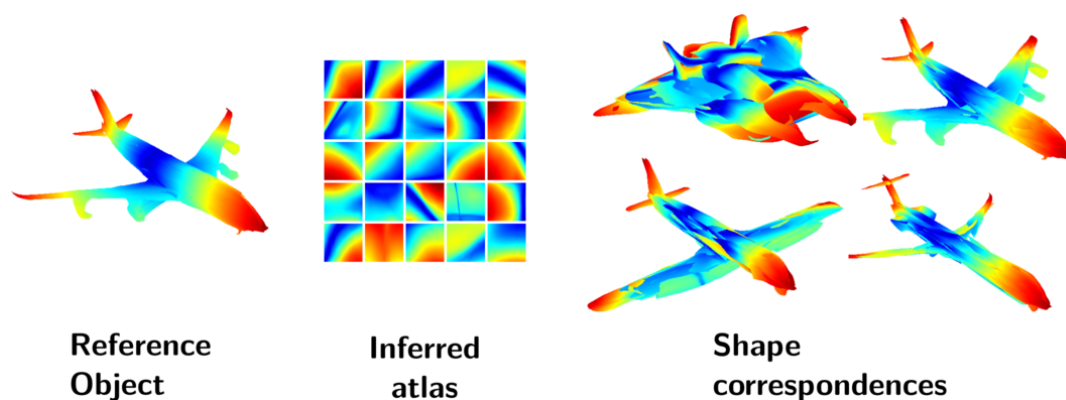 Reference
Object
Inferred
atlas
Shape
correspondences